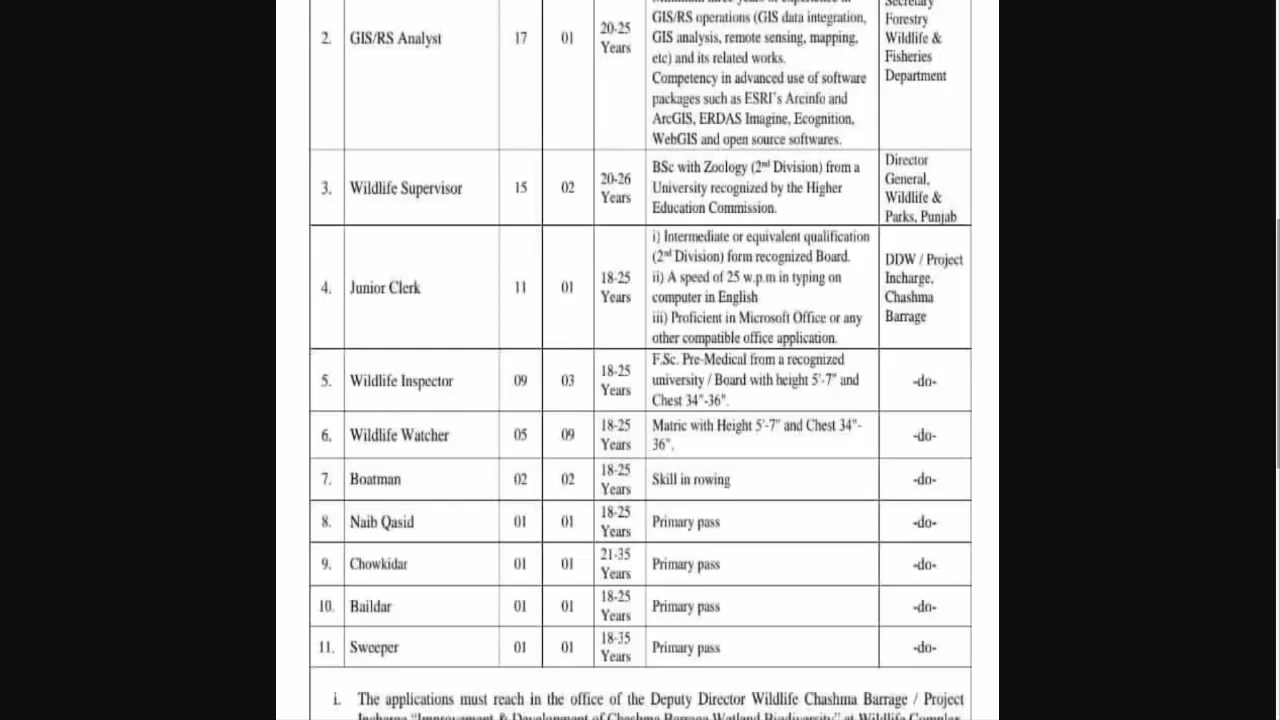 Secretary
Forestry
Wildlife &
Fisheries
Department
2. GIS/RS Analyst 17 01 20-25 Years
GIS/RS operations (GIS data integration,
GIS analysis, remote sensing, mapping,
etc) and its related works.
Competency in advanced use of software
packages such as ESRI's Arcinfo and
ArcGIS, ERDAS Imagine, Ecognition,
WebGIS and open source softwares.
3. Wildlife Supervisor 15 02 20-26 Years
BSc with Zoology (2nd Division) from a
University recognized by the Higher
Education Commission.
Director
General,
Wildlife &
Parks, Punjab
4. Junior Clerk 11 01 18-25 Years
i) Intermediate or equivalent qualification
(2nd Division) form recognized Board.
ii) A speed of 25 w.p.m in typing on
computer in English
iii) Proficient in Microsoft Office or any
other compatible office application.
DDW / Project
Incharge,
Chashma
Barrage
5. Wildlife Inspector 09 03 18-25 Years
F.Sc. Pre-Medical from a recognized
university / Board with height 5'-7" and
Chest 34"-36".
-do-
6. Wildlife Watcher 05 09 18-25 Years
Matric with Height 5'-7" and Chest 34"-
36".
-do-
7. Boatman 02 02 18-25 Years Skill in rowing -do-
8. Naib Qasid 01 01 18-25 Years Primary pass -do-
9. Chowkidar 01 01 21-35 Years Primary pass -do-
10. Baildar 01 01 18-25 Years Primary pass -do-
11. Sweeper 01 01 18-35 Years Primary pass -do-
i. The applications must reach in the office of the Deputy Director Wildlife Chashma Barrage / Project
Incharge "Improvement & Development of Chashma Barrage Wetland Biodiversity" at Wildlife Complex,